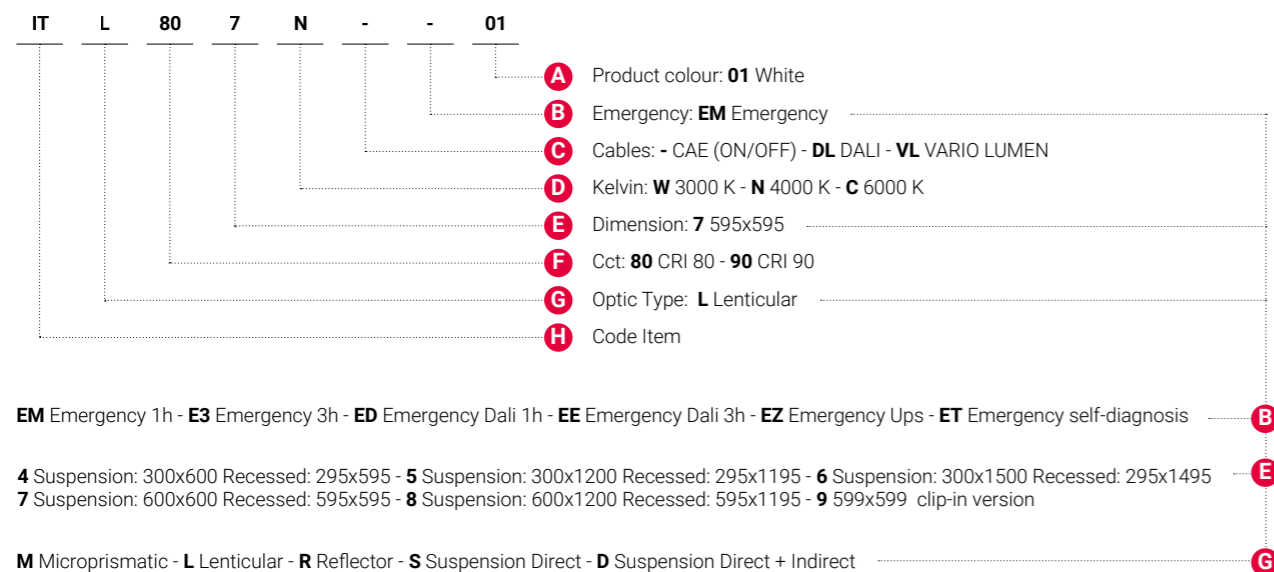 IT L 80 7 N - - 01
A Product colour: 01 White
B Emergency: EM Emergency
C Cables: - CAE (ON/OFF) - DL DALI - VL VARIO LUMEN
D Kelvin: W 3000 K - N 4000 K - C 6000 K
E Dimension: 7 595x595
F Cct: 80 CRI 80 - 90 CRI 90
G Optic Type: L Lenticular
H Code Item
EM Emergency 1h - E3 Emergency 3h - ED Emergency Dali 1h - EE Emergency Dali 3h - EZ Emergency Ups - ET Emergency self-diagnosis B
4 Suspension: 300x600 Recessed: 295x595 - 5 Suspension: 300x1200 Recessed: 295x1195 - 6 Suspension: 300x1500 Recessed: 295x1495 E
7 Suspension: 600x600 Recessed: 595x595 - 8 Suspension: 600x1200 Recessed: 595x1195 - 9 599x599 clip-in version
M Microprismatic - L Lenticular - R Reflector - S Suspension Direct - D Suspension Direct + Indirect G